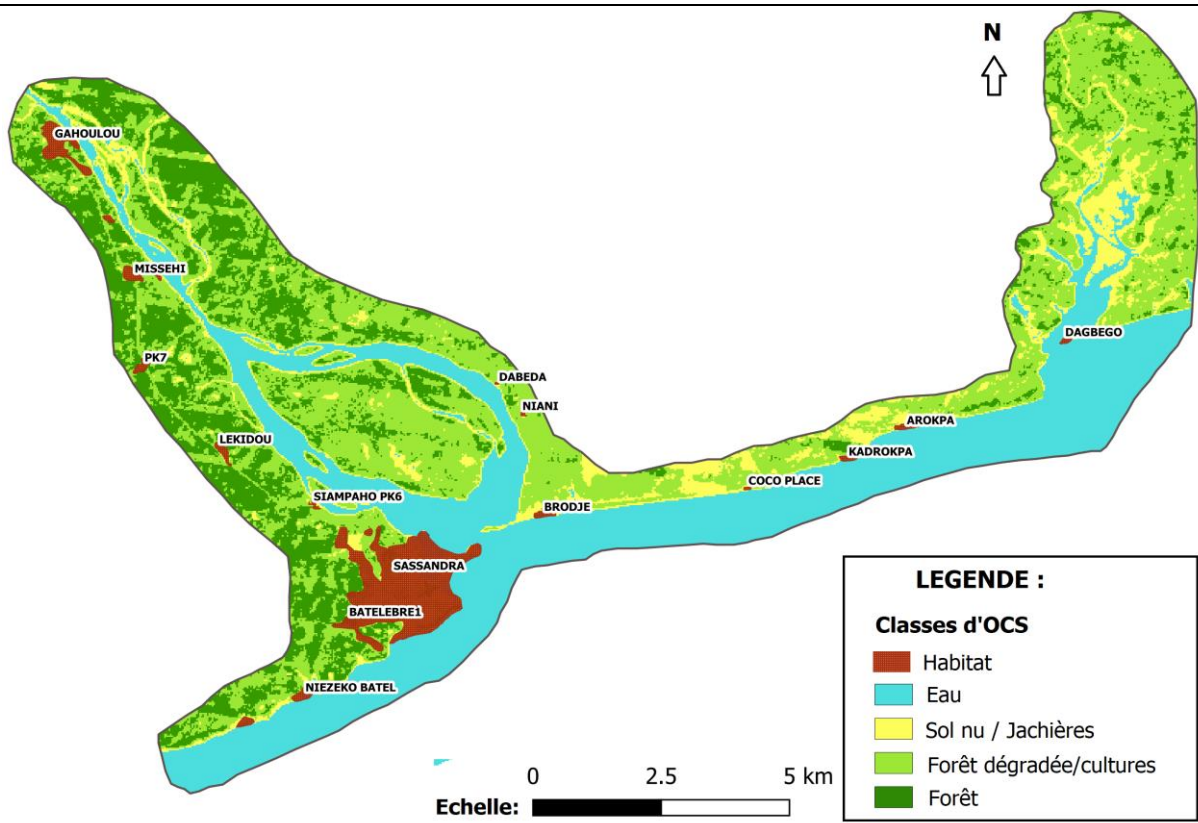 N
GAHOULOU
MISSEHI
PK7
LEKIDOU
SIAMPAHO PK6
DABEDA
NIANI
BRODJE
SASSANDRA
BATELEBRE1
NIEZEKO BATEL
COCO PLACE
KADROKPA
AROKPA
DAGBEGO
0 2.5 5 km
Echelle:
LEGENDE :
Classes d'OCS
Habitat
Eau
Sol nu / Jachères
Forêt dégradée/cultures
Forêt